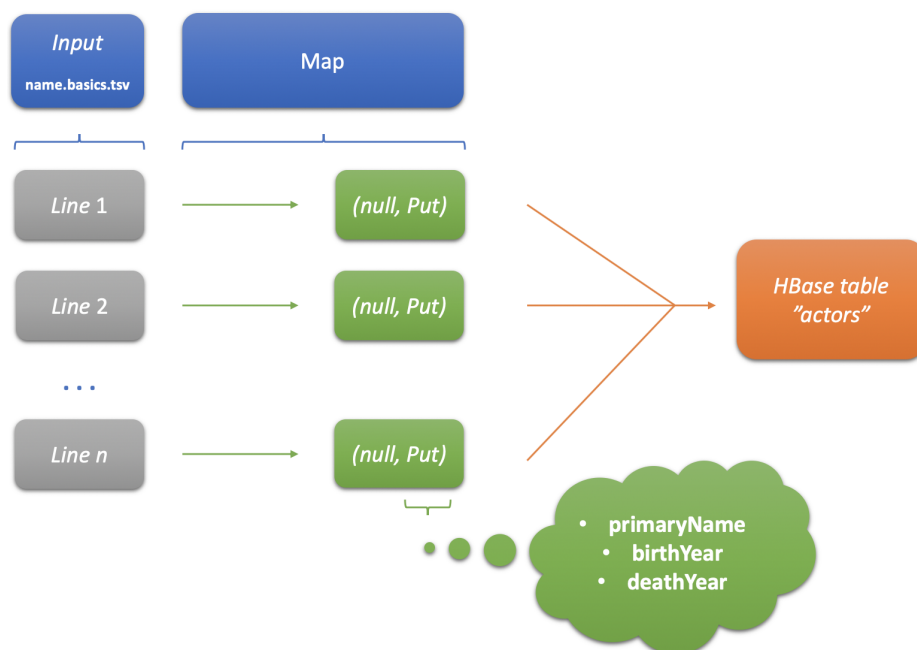 Input
name.basics.tsv
Map
Line 1
(null, Put)
Line 2
(null, Put)
HBase table
”actors”
...
Line n
(null, Put)
• primaryName
• birthYear
• deathYear